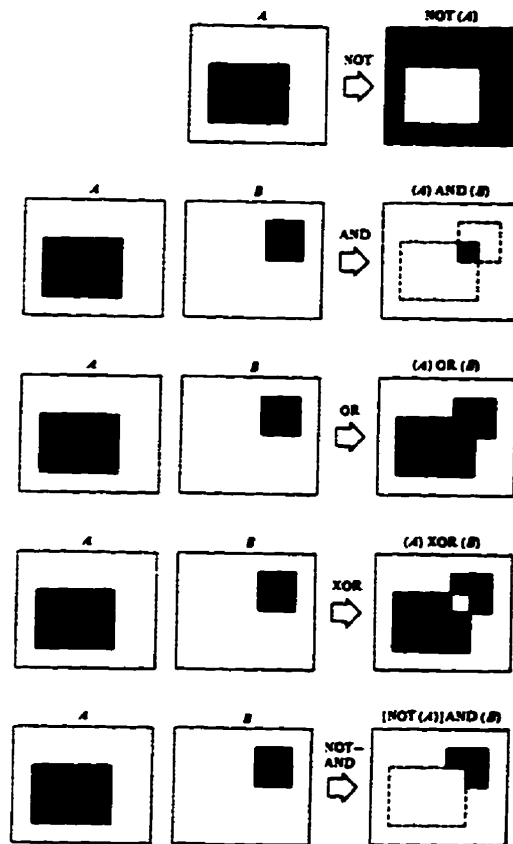 A NOT (A)
NOT
A B (A) AND (B)
AND
A B (A) OR (B)
OR
A B (A) XOR (B)
XOR
A B [NOT (A)] AND (B)
NOT–
AND